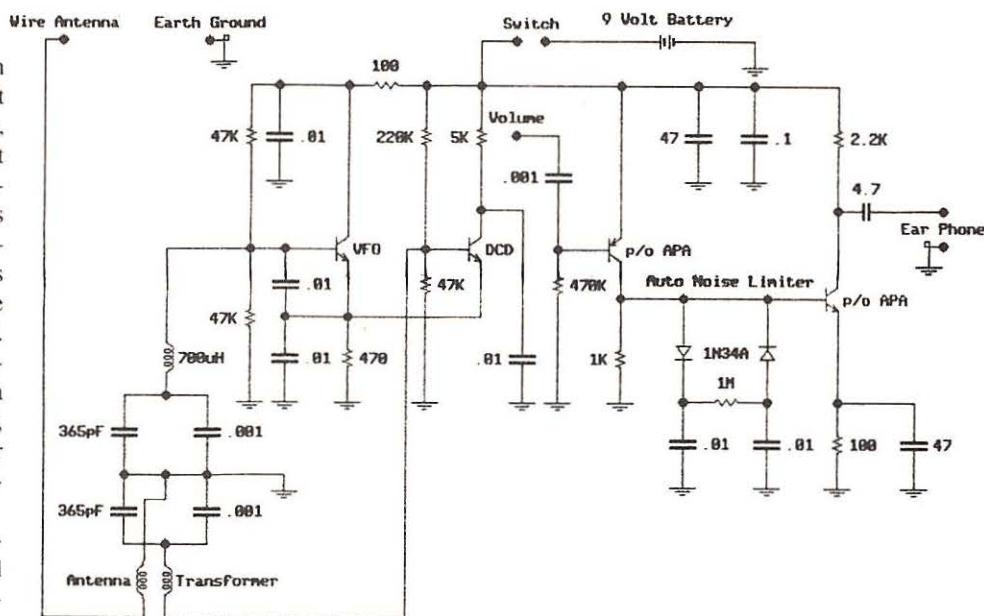 Wire Antenna
Earth Ground
Switch
9 Volt Battery
100
47K
.01
220K
5K
Volume
.001
47
.1
2.2K
4.7
Ear Phone
VFO
DCD
p/o APA
.01
47K
470K
Auto Noise Limiter
p/o APA
47K
700uH
.01
470
.01
1K
1N34A
1M
365pF
.001
.01
.01
100
47
365pF
.001
Antenna
Transformer